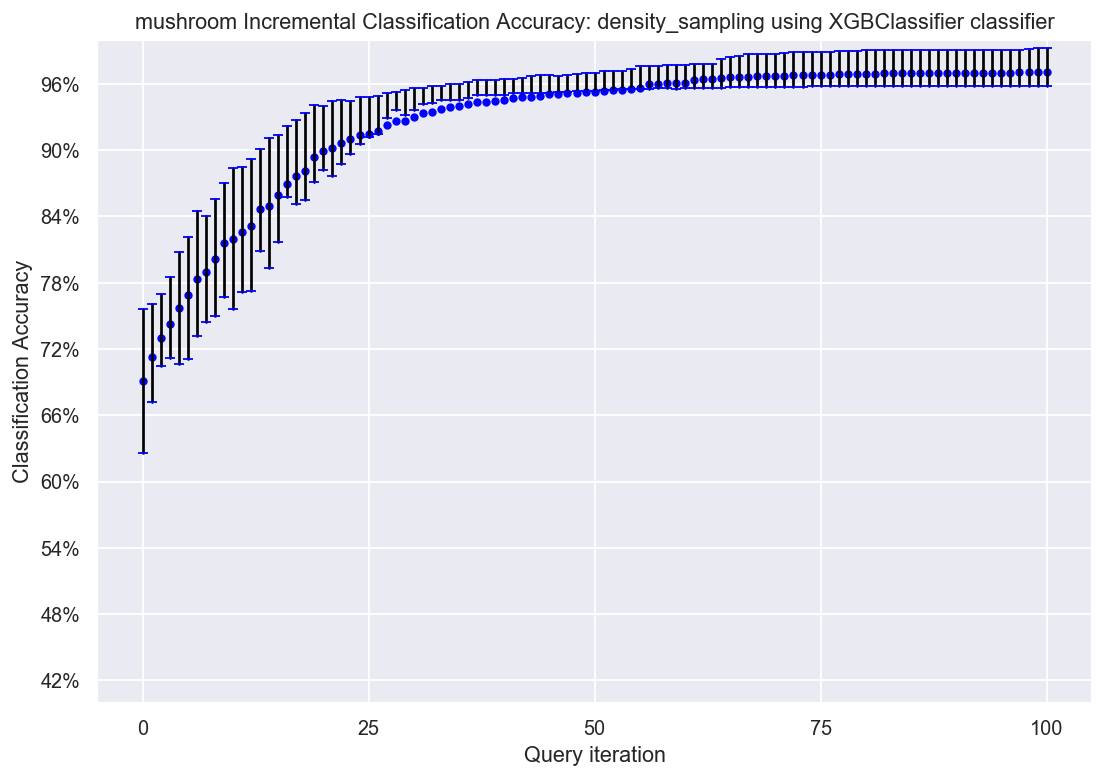 mushroom Incremental Classification Accuracy: density_sampling using XGBClassifier classifier
96%
90%
84%
78%
72%
66%
60%
54%
48%
42%
Classification Accuracy
0 25 50 75 100
Query iteration